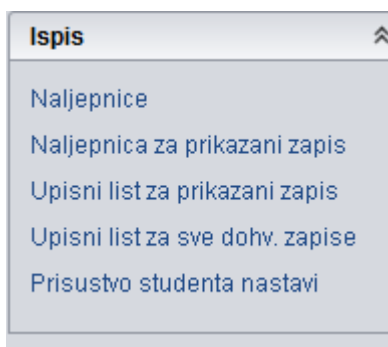 Ispis
Naljepnice
Naljepnica za prikazani zapis
Upisni list za prikazani zapis
Upisni list za sve dohv. zapise
Prisustvo studenta nastavi